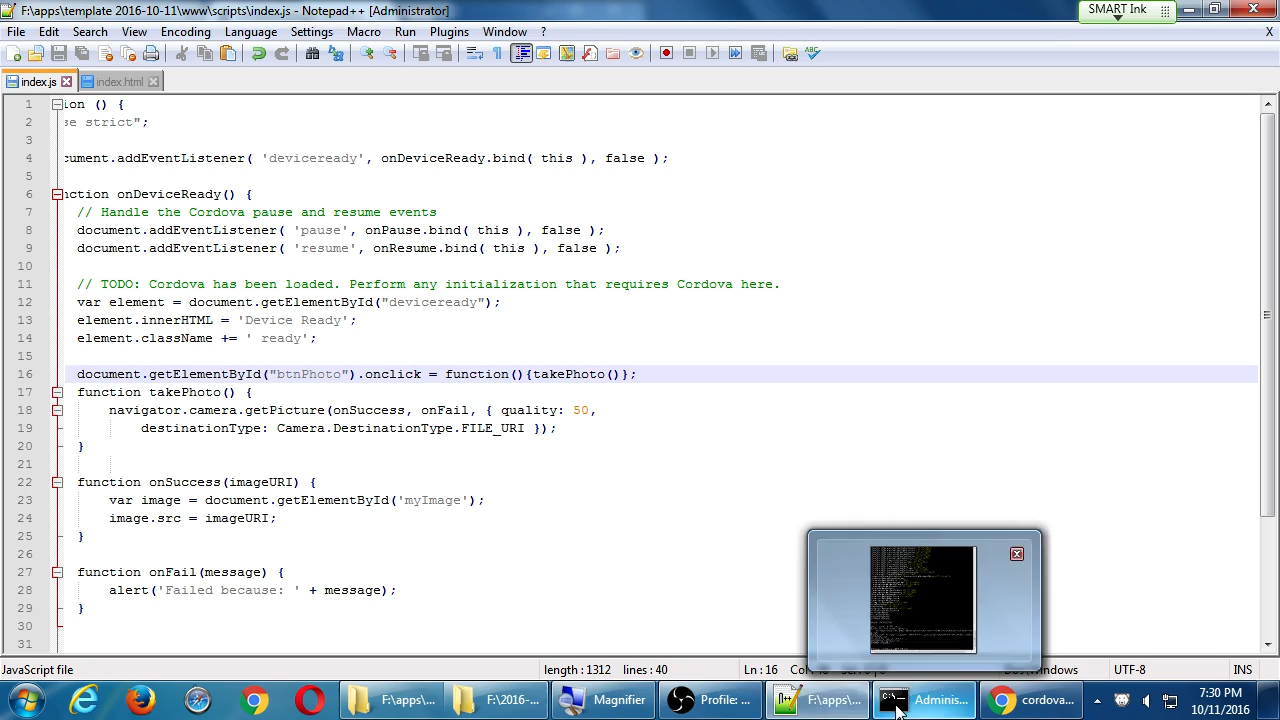 F:\apps\template 2016-10-11\www\scripts\index.js - Notepad++ [Administrator]
SMART Ink
File Edit Search View Encoding Language Settings Macro Run Plugins Window ?
X
index.js index.html
1 ion () {
2 se strict";
3
4 cument.addEventListener( 'deviceready', onDeviceReady.bind( this ), false );
5
6 nction onDeviceReady() {
7 // Handle the Cordova pause and resume events
8 document.addEventListener( 'pause', onPause.bind( this ), false );
9 document.addEventListener( 'resume', onResume.bind( this ), false );
10
11 // TODO: Cordova has been loaded. Perform any initialization that requires Cordova here.
12 var element = document.getElementById("deviceready");
13 element.innerHTML = 'Device Ready';
14 element.className += ' ready';
15
16 document.getElementById("btnPhoto").onclick = function(){takePhoto()};
17 function takePhoto() {
18 navigator.camera.getPicture(onSuccess, onFail, { quality: 50,
19 destinationType: Camera.DestinationType.FILE_URI });
20 }
21
22 function onSuccess(imageURI) {
23 var image = document.getElementById('myImage');
24 image.src = imageURI;
25 }
26
27 function onFail(message) {
28 alert('Failed because: ' + message);
29 }
JavaScript file length:1312 lines:40 Ln:16 Dos\Windows UTF-8 INS
F:\apps\... F:\2016-... Magnifier Profile: ... F:\apps\... Adminis... cordova...
7:30 PM
10/11/2016